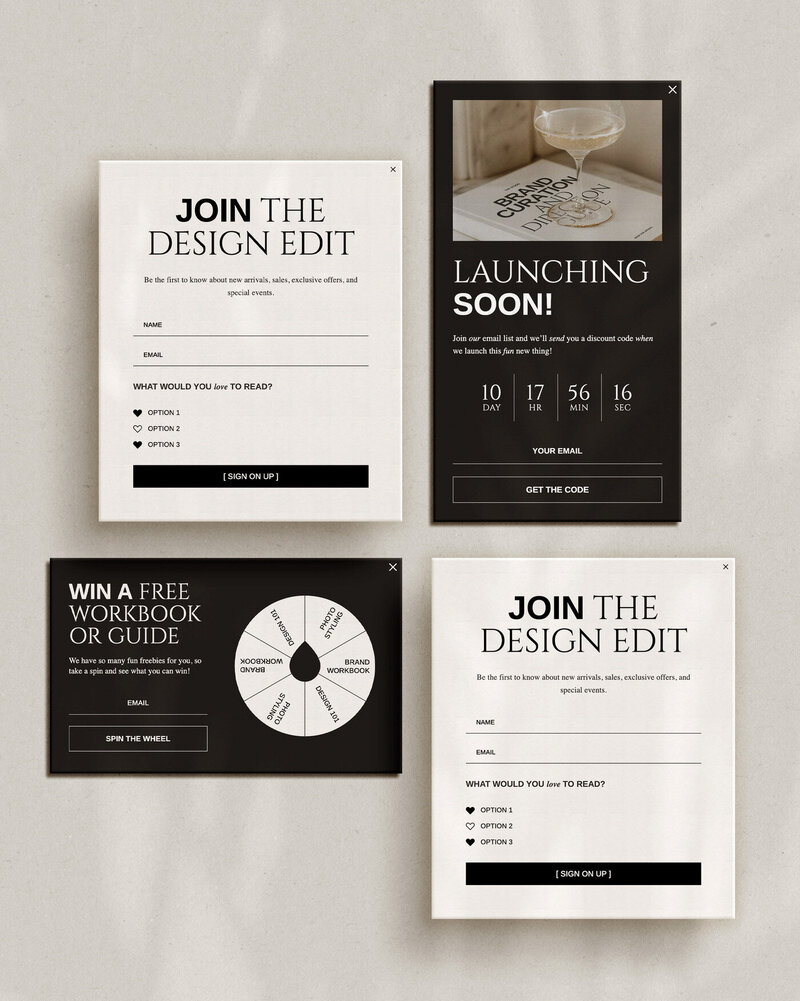 JOIN THE
DESIGN EDIT
Be the first to know about new arrivals, sales, exclusive offers, and
special events.
NAME
EMAIL
WHAT WOULD YOU love TO READ?
OPTION 1
OPTION 2
OPTION 3
[ SIGN ON UP ]
BRAND
CURATION
AND
LAUNCHING
SOON!
Join our email list and we'll send you a discount code when
we launch this fun new thing!
10 17 56 16
DAY HR MIN SEC
YOUR EMAIL
GET THE CODE
WIN A FREE
WORKBOOK
OR GUIDE
We have so many fun freebies for you, so
take a spin and see what you can win!
EMAIL
SPIN THE WHEEL
PHOTO
STYLING
BRAND
WORKBOOK
DESIGN 101
PHOTO
STYLING
BRAND
WORKBOOK
DESIGN 101
JOIN THE
DESIGN EDIT
Be the first to know about new arrivals, sales, exclusive offers, and
special events.
NAME
EMAIL
WHAT WOULD YOU love TO READ?
OPTION 1
OPTION 2
OPTION 3
[ SIGN ON UP ]